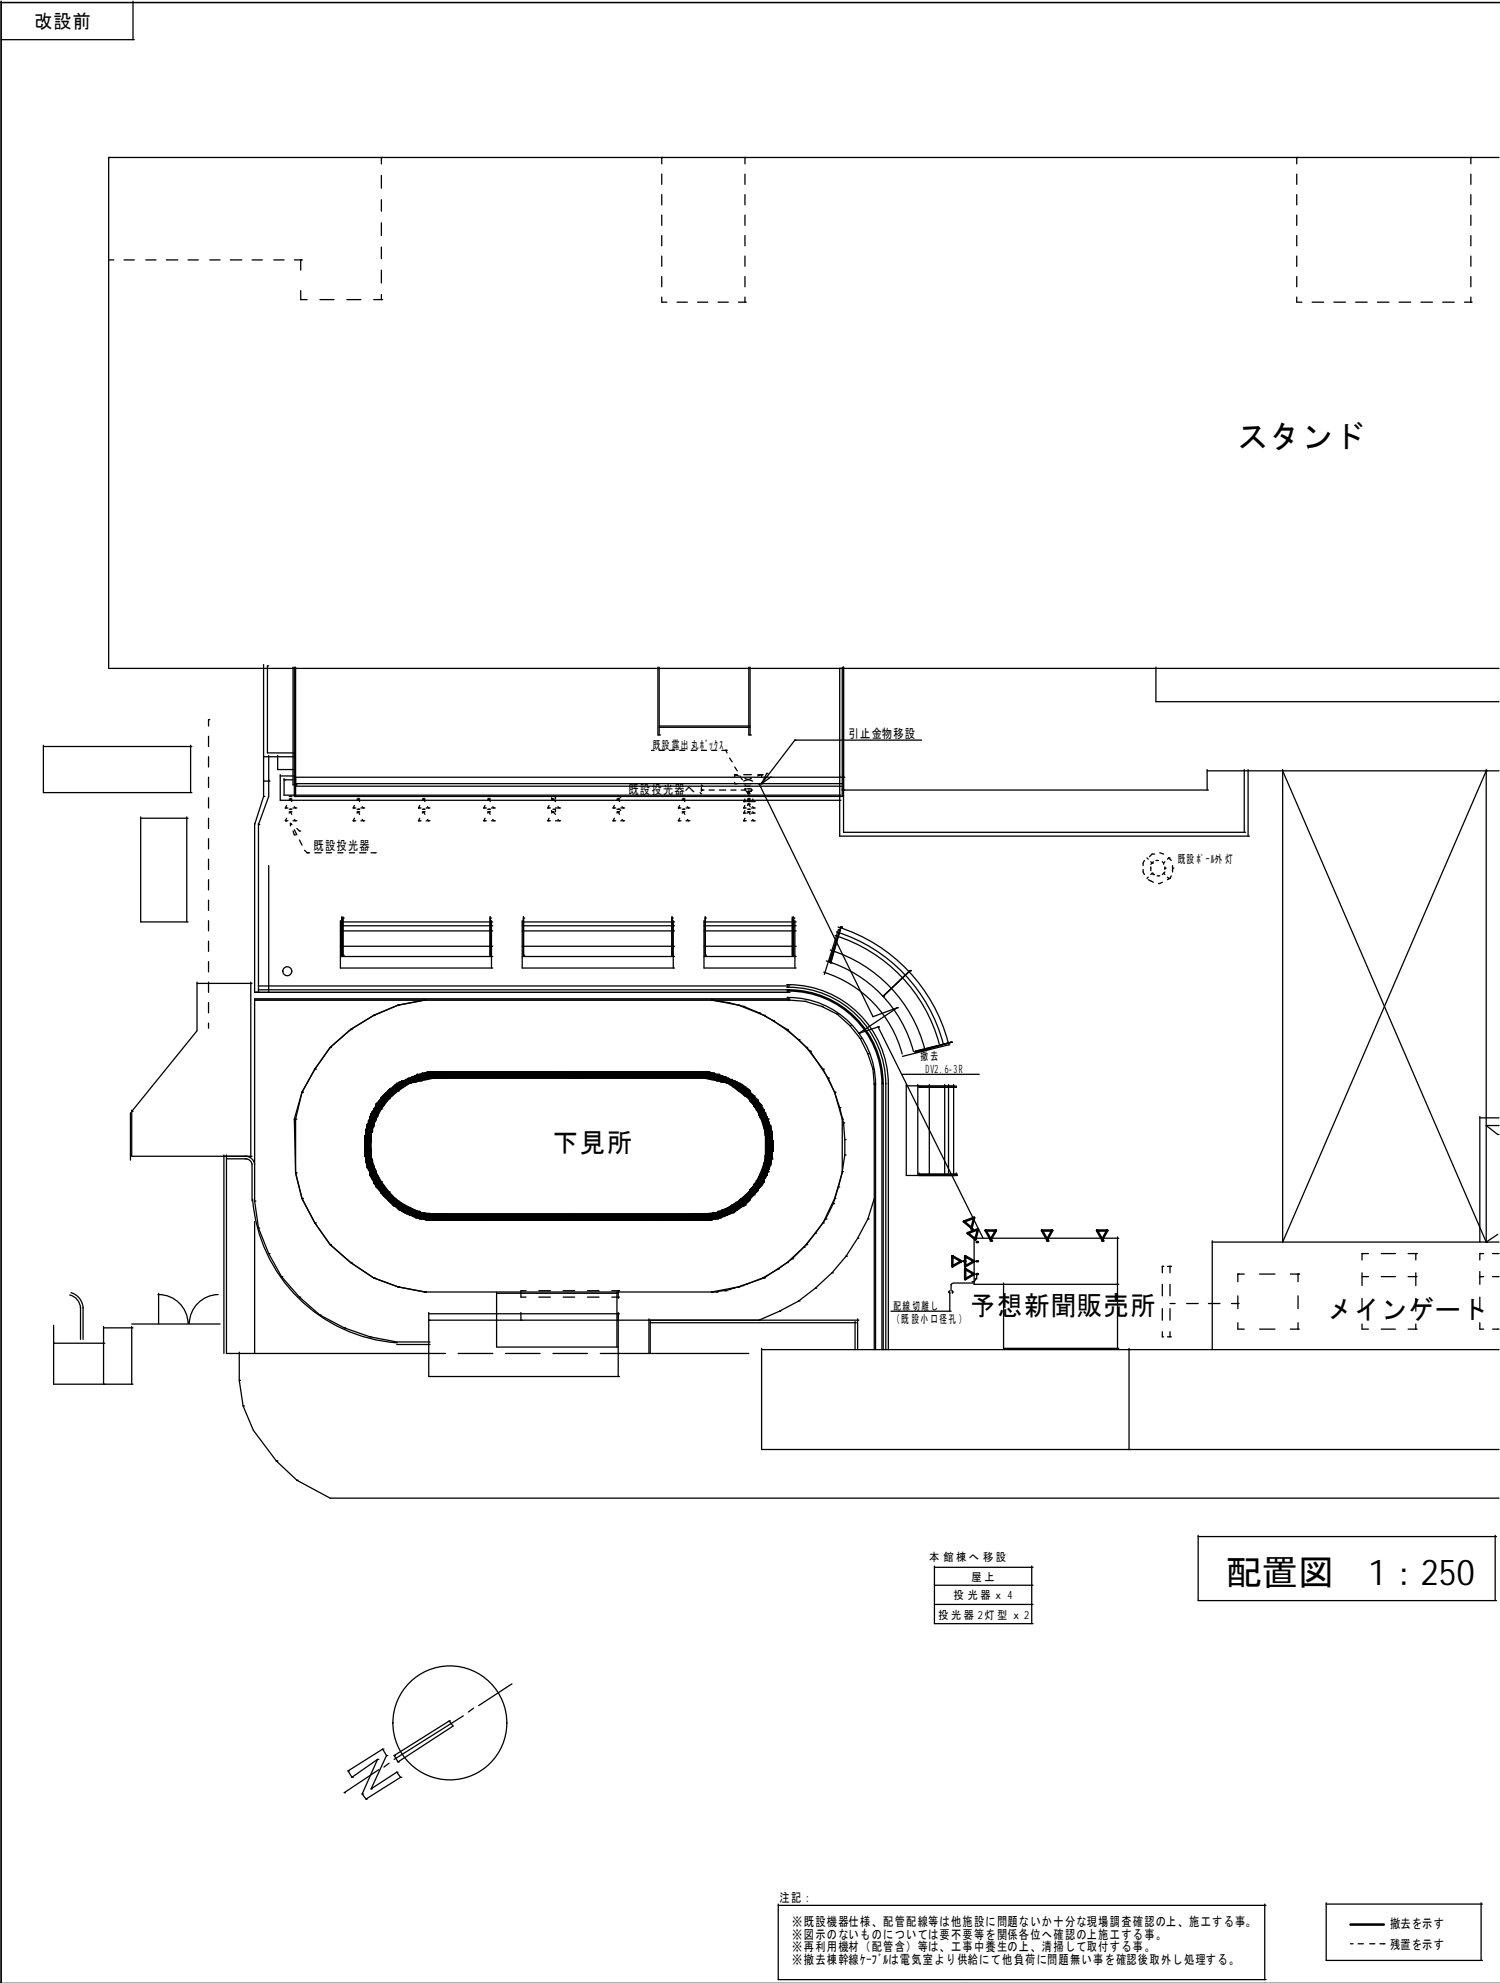 改設前
スタンド
引止金物移設
既設露出丸ﾎﾞｯｸｽ
既設投光器へ
既設投光器
既設ﾎﾟｰﾙ外灯
撤去
DV2.6-3R
下見所
配線切離し
(既設小口径孔)
予想新聞販売所
メインゲート
本館棟へ移設
屋上
投光器 x 4
投光器2灯型 x 2
配置図 1 : 250
N
注記:
※既設機器仕様、配管配線等は他施設に問題ないか十分な現場調査確認の上、施工する事。
※図示のないものについては要不要等を関係各位へ確認の上施工する事。
※再利用機材（配管含）等は、工事中養生の上、清掃して取付する事。
※撤去棟幹線ｹｰﾌﾞﾙは電気室より供給にて他負荷に問題無い事を確認後取外し処理する。
撤去を示す
残置を示す